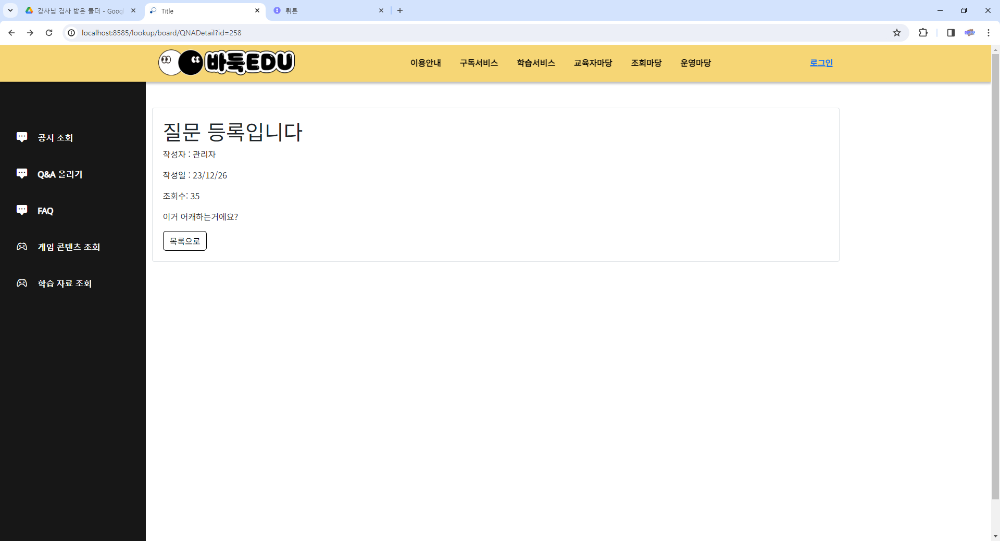 강사님 검사 받은 폴더 - Goog
Title
뤼튼
localhost:8585/lookup/board/QNADetail?id=258
바둑EDU
이용안내 구독서비스 학습서비스 교육자마당 조회마당 운영마당 로그인
공지 조회
Q&A 올리기
FAQ
게임 콘텐츠 조회
학습 자료 조회
질문 등록입니다
작성자 : 관리자
작성일 : 23/12/26
조회수: 35
이거 어캐하는거에요?
목록으로